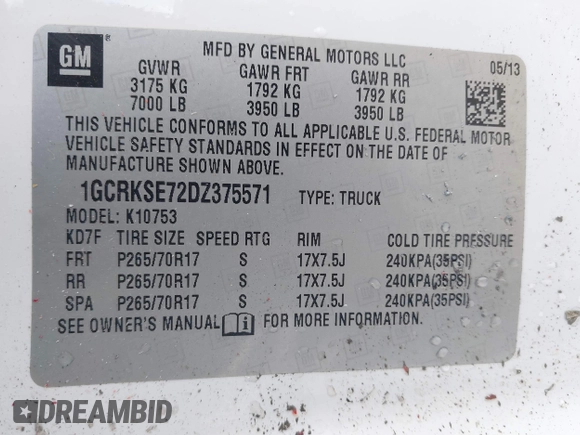 GM
MFD BY GENERAL MOTORS LLC
05/13
GVWR GAWR FRT GAWR RR
3175 KG 1792 KG 1792 KG
7000 LB 3950 LB 3950 LB
THIS VEHICLE CONFORMS TO ALL APPLICABLE U.S. FEDERAL MOTOR
VEHICLE SAFETY STANDARDS IN EFFECT ON THE DATE OF
MANUFACTURE SHOWN ABOVE.
1GCRKSE72DZ375571 TYPE: TRUCK
MODEL: K10753
KD7F TIRE SIZE SPEED RTG RIM COLD TIRE PRESSURE
FRT P265/70R17 S 17X7.5J 240KPA(35PSI)
RR P265/70R17 S 17X7.5J 240KPA(35PSI)
SPA P265/70R17 S 17X7.5J 240KPA(35PSI)
SEE OWNER'S MANUAL FOR MORE INFORMATION.
DREAMBID